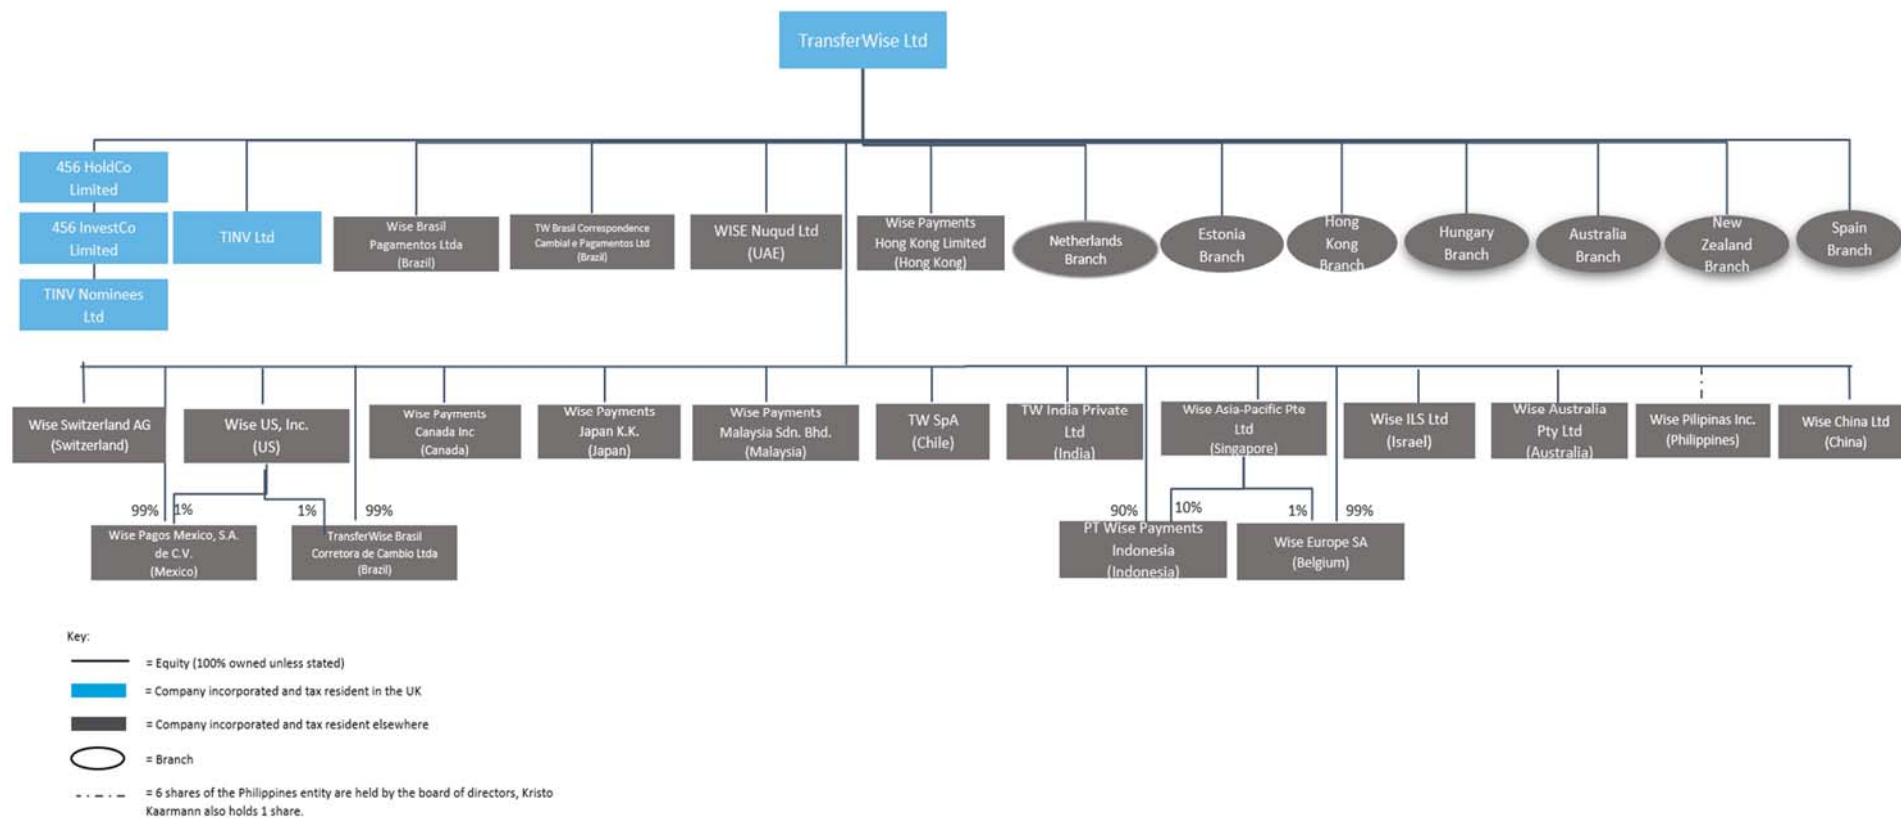 TransferWise Ltd
456 HoldCo
Limited
456 InvestCo
Limited
TINV Nominees
Ltd
TINV Ltd
Wise Brasil
Pagamentos Ltda
(Brazil)
TW Brasil Correspondence
Cambial e Pagamentos Ltd
(Brazil)
WISE Nuqud Ltd
(UAE)
Wise Payments
Hong Kong Limited
(Hong Kong)
Netherlands
Branch
Estonia
Branch
Hong
Kong
Branch
Hungary
Branch
Australia
Branch
New
Zealand
Branch
Spain
Branch
Wise Switzerland AG
(Switzerland)
Wise US, Inc.
(US)
Wise Payments
Canada Inc
(Canada)
Wise Payments
Japan K.K.
(Japan)
Wise Payments
Malaysia Sdn. Bhd.
(Malaysia)
TW SpA
(Chile)
TW India Private
Ltd
(India)
Wise Asia-Pacific Pte
Ltd
(Singapore)
Wise ILS Ltd
(Israel)
Wise Australia
Pty Ltd
(Australia)
Wise Pilipinas Inc.
(Philippines)
Wise China Ltd
(China)
99%
1%
1%
99%
90%
10%
1%
99%
Wise Pagos Mexico, S.A.
de C.V.
(Mexico)
TransferWise Brasil
Corretora de Cambio Ltda
(Brazil)
PT Wise Payments
Indonesia
(Indonesia)
Wise Europe SA
(Belgium)
Key:
= Equity (100% owned unless stated)
= Company incorporated and tax resident in the UK
= Company incorporated and tax resident elsewhere
= Branch
= 6 shares of the Philippines entity are held by the board of directors, Kristo
Kaarmann also holds 1 share.